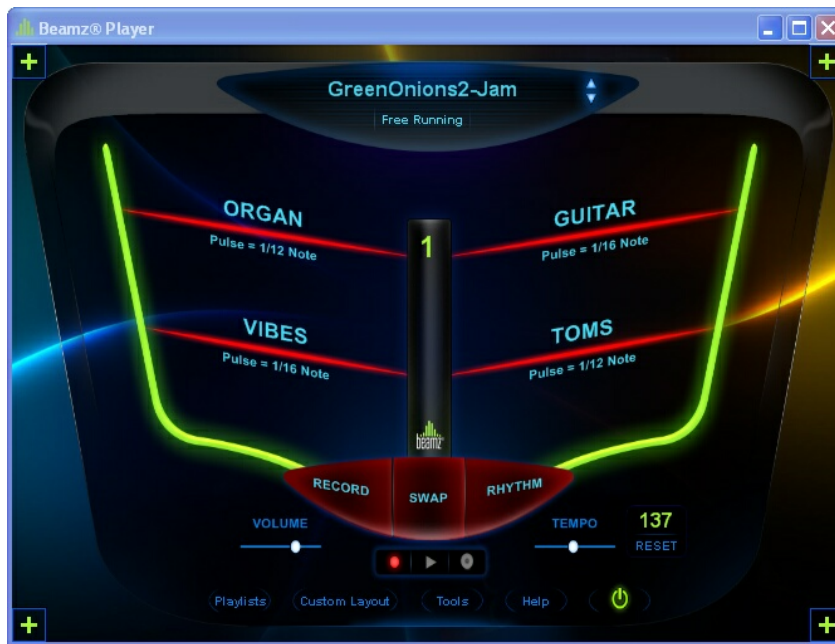 Beamz® Player
GreenOnions2-Jam
Free Running
ORGAN
Pulse = 1/12 Note
GUITAR
Pulse = 1/16 Note
1
VIBES
Pulse = 1/16 Note
TOMS
Pulse = 1/12 Note
beamz®
RECORD
SWAP
RHYTHM
VOLUME
TEMPO
137
RESET
Playlists
Custom Layout
Tools
Help